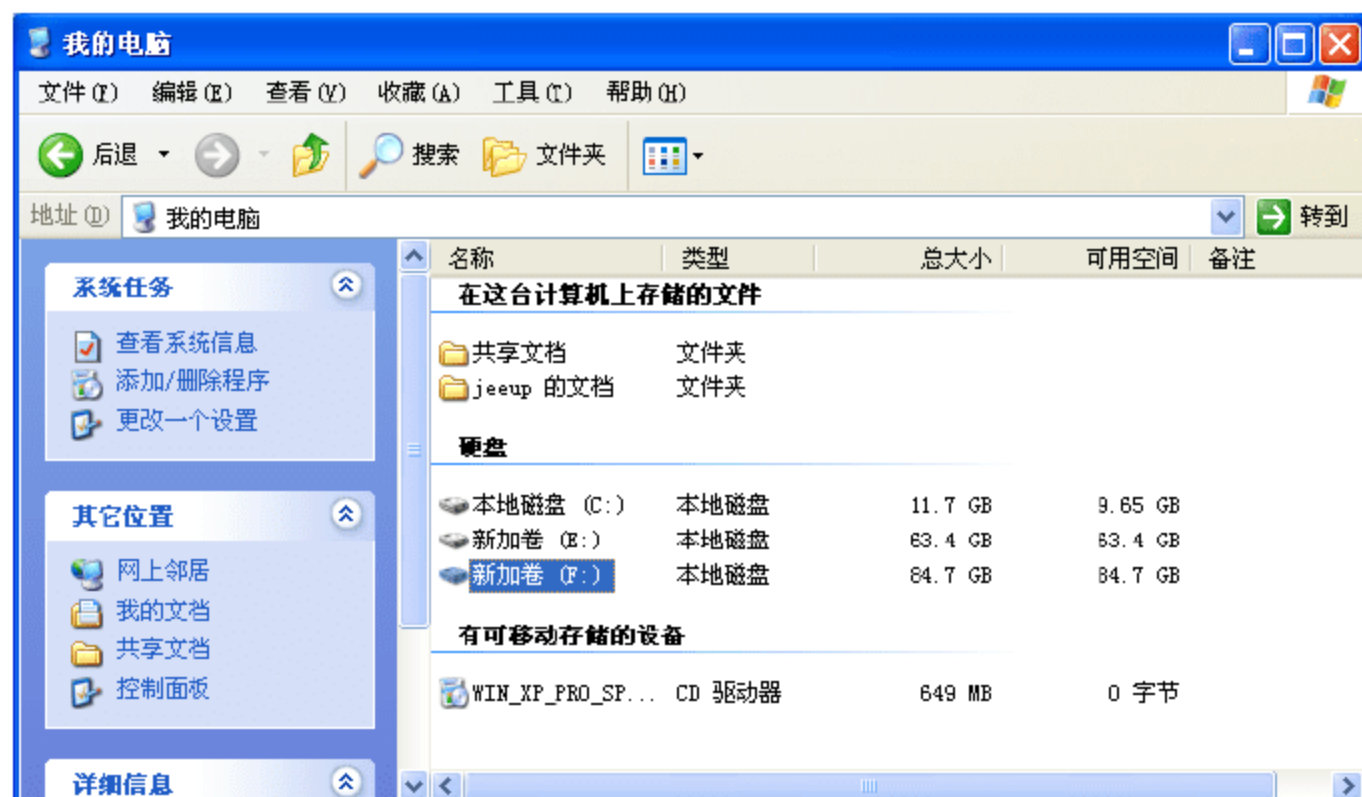 我的电脑
文件(F) 编辑(E) 查看(V) 收藏(A) 工具(T) 帮助(H)
后退 搜索 文件夹
地址(D) 我的电脑 转到
名称 类型 总大小 可用空间 备注
系统任务
查看系统信息
添加/删除程序
更改一个设置
其它位置
网上邻居
我的文档
共享文档
控制面板
详细信息
在这台计算机上存储的文件
共享文档 文件夹
jeeup 的文档 文件夹
硬盘
本地磁盘 (C:) 本地磁盘 11.7 GB 9.65 GB
新加卷 (E:) 本地磁盘 63.4 GB 63.4 GB
新加卷 (F:) 本地磁盘 84.7 GB 84.7 GB
有可移动存储的设备
WIN_XP_PRO_SP... CD 驱动器 649 MB 0 字节